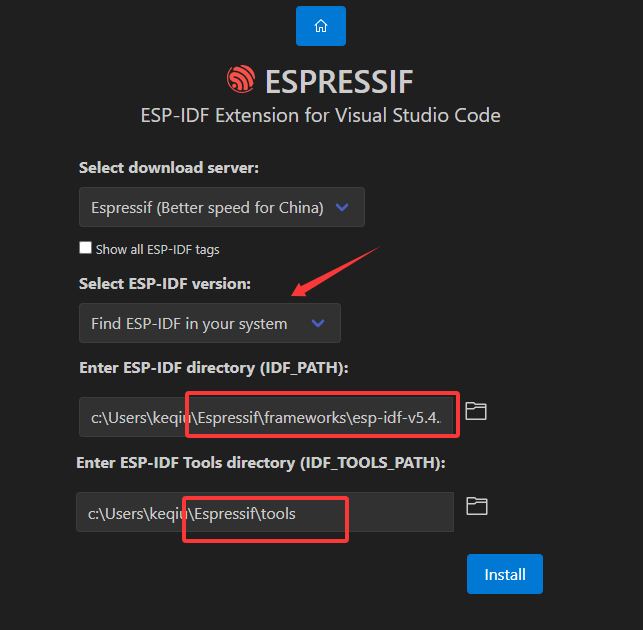 ESPRESSIF
ESP-IDF Extension for Visual Studio Code
Select download server:
Espressif (Better speed for China)
Show all ESP-IDF tags
Select ESP-IDF version:
Find ESP-IDF in your system
Enter ESP-IDF directory (IDF_PATH):
c:\Users\keqiu\Espressif\frameworks\esp-idf-v5.4..
Enter ESP-IDF Tools directory (IDF_TOOLS_PATH):
c:\Users\keqiu\Espressif\tools
Install